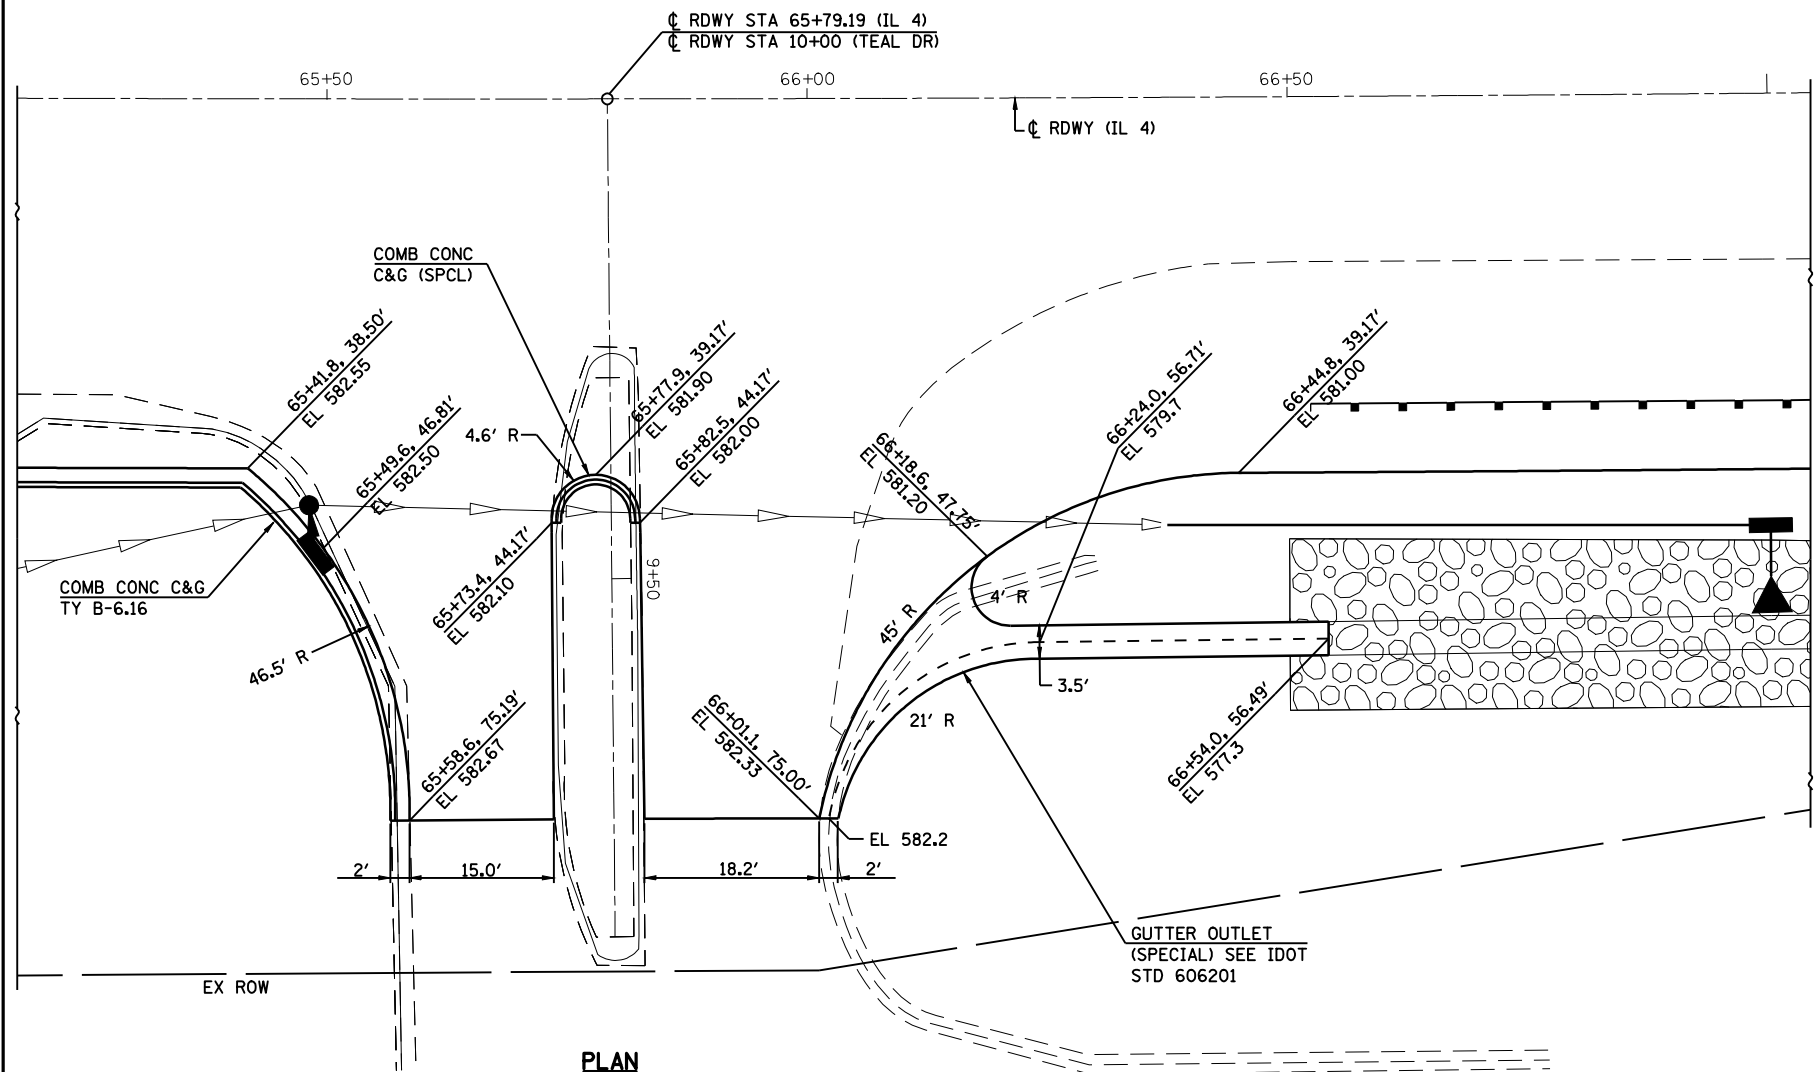 ℄ RDWY STA 65+79.19 (IL 4)
℄ RDWY STA 10+00 (TEAL DR)
65+50
66+00
66+50
℄ RDWY (IL 4)
COMB CONC
C&G (SPCL)
65+41.8, 38.50'
EL 582.55
65+49.6, 46.81'
EL 582.50
4.6' R
65+77.9, 39.17'
EL 581.90
65+82.5, 44.17'
EL 582.00
66+18.6, 47.75'
EL 581.20
66+24.0, 56.71'
EL 579.7
66+44.8, 39.17'
EL 581.00
COMB CONC C&G
TY B-6.16
65+73.4, 44.17'
EL 582.10
9+50
45' R
4' R
46.5' R
3.5'
21' R
65+58.6, 75.19'
EL 582.67
66+01.1, 75.00'
EL 582.33
66+54.0, 56.49'
EL 577.3
EL 582.2
2'
15.0'
18.2'
2'
GUTTER OUTLET
(SPECIAL) SEE IDOT
STD 606201
EX ROW
PLAN